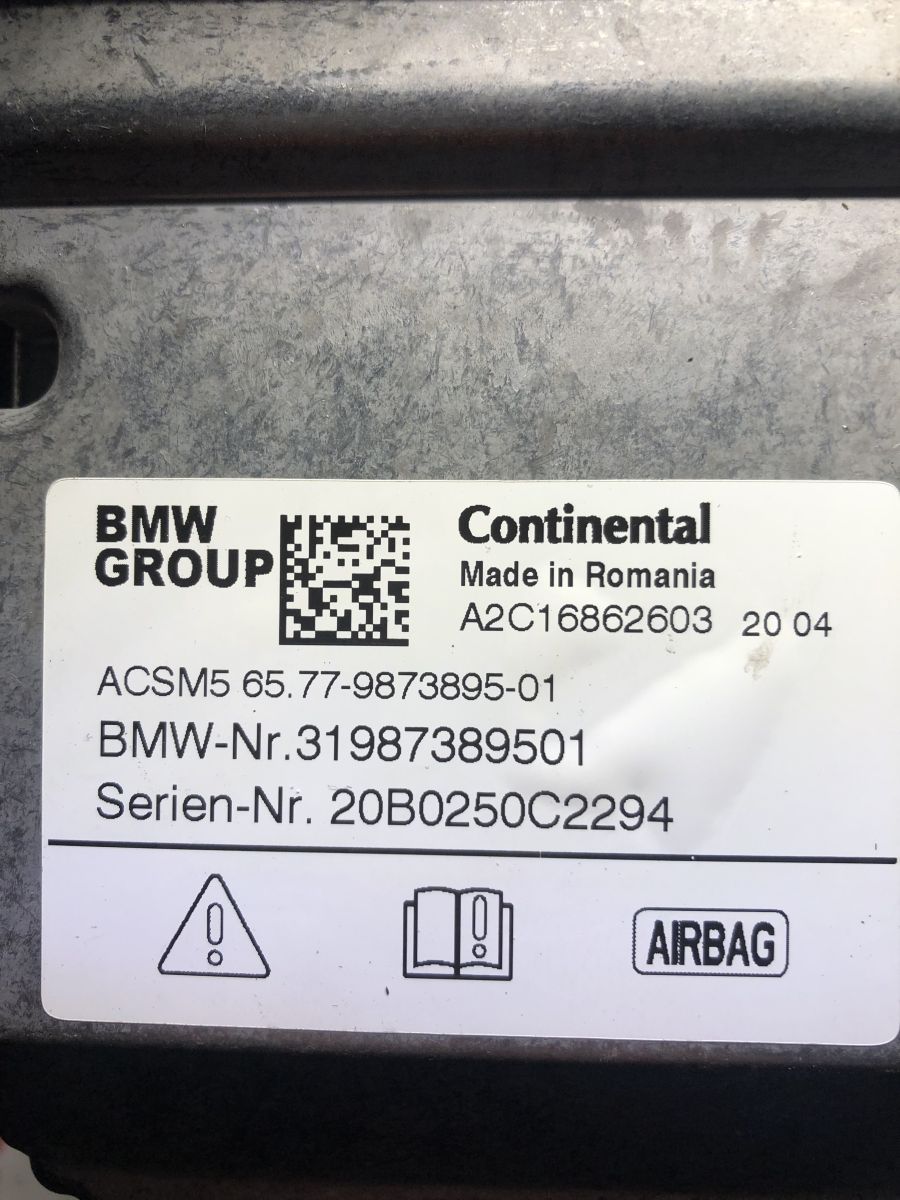 BMW
GROUP
Continental
Made in Romania
A2C16862603 20 04
ACSM5 65.77-9873895-01
BMW-Nr.31987389501
Serien-Nr. 20B0250C2294
AIRBAG